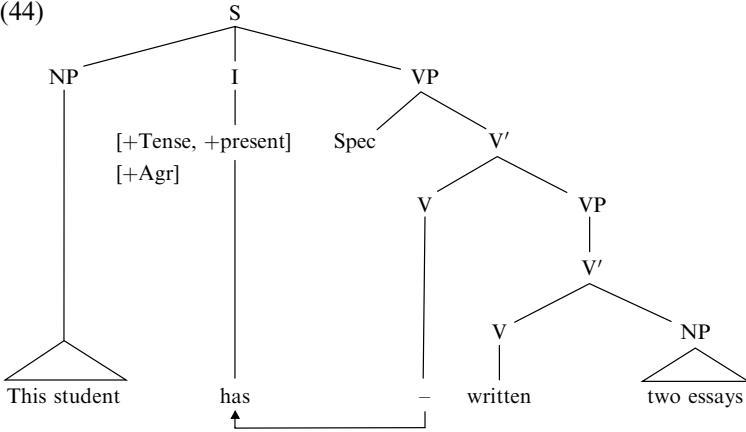 (44)
S
NP I VP
[+Tense, +present] Spec V′
[+Agr]
V VP
V′
V NP
This student has – written two essays